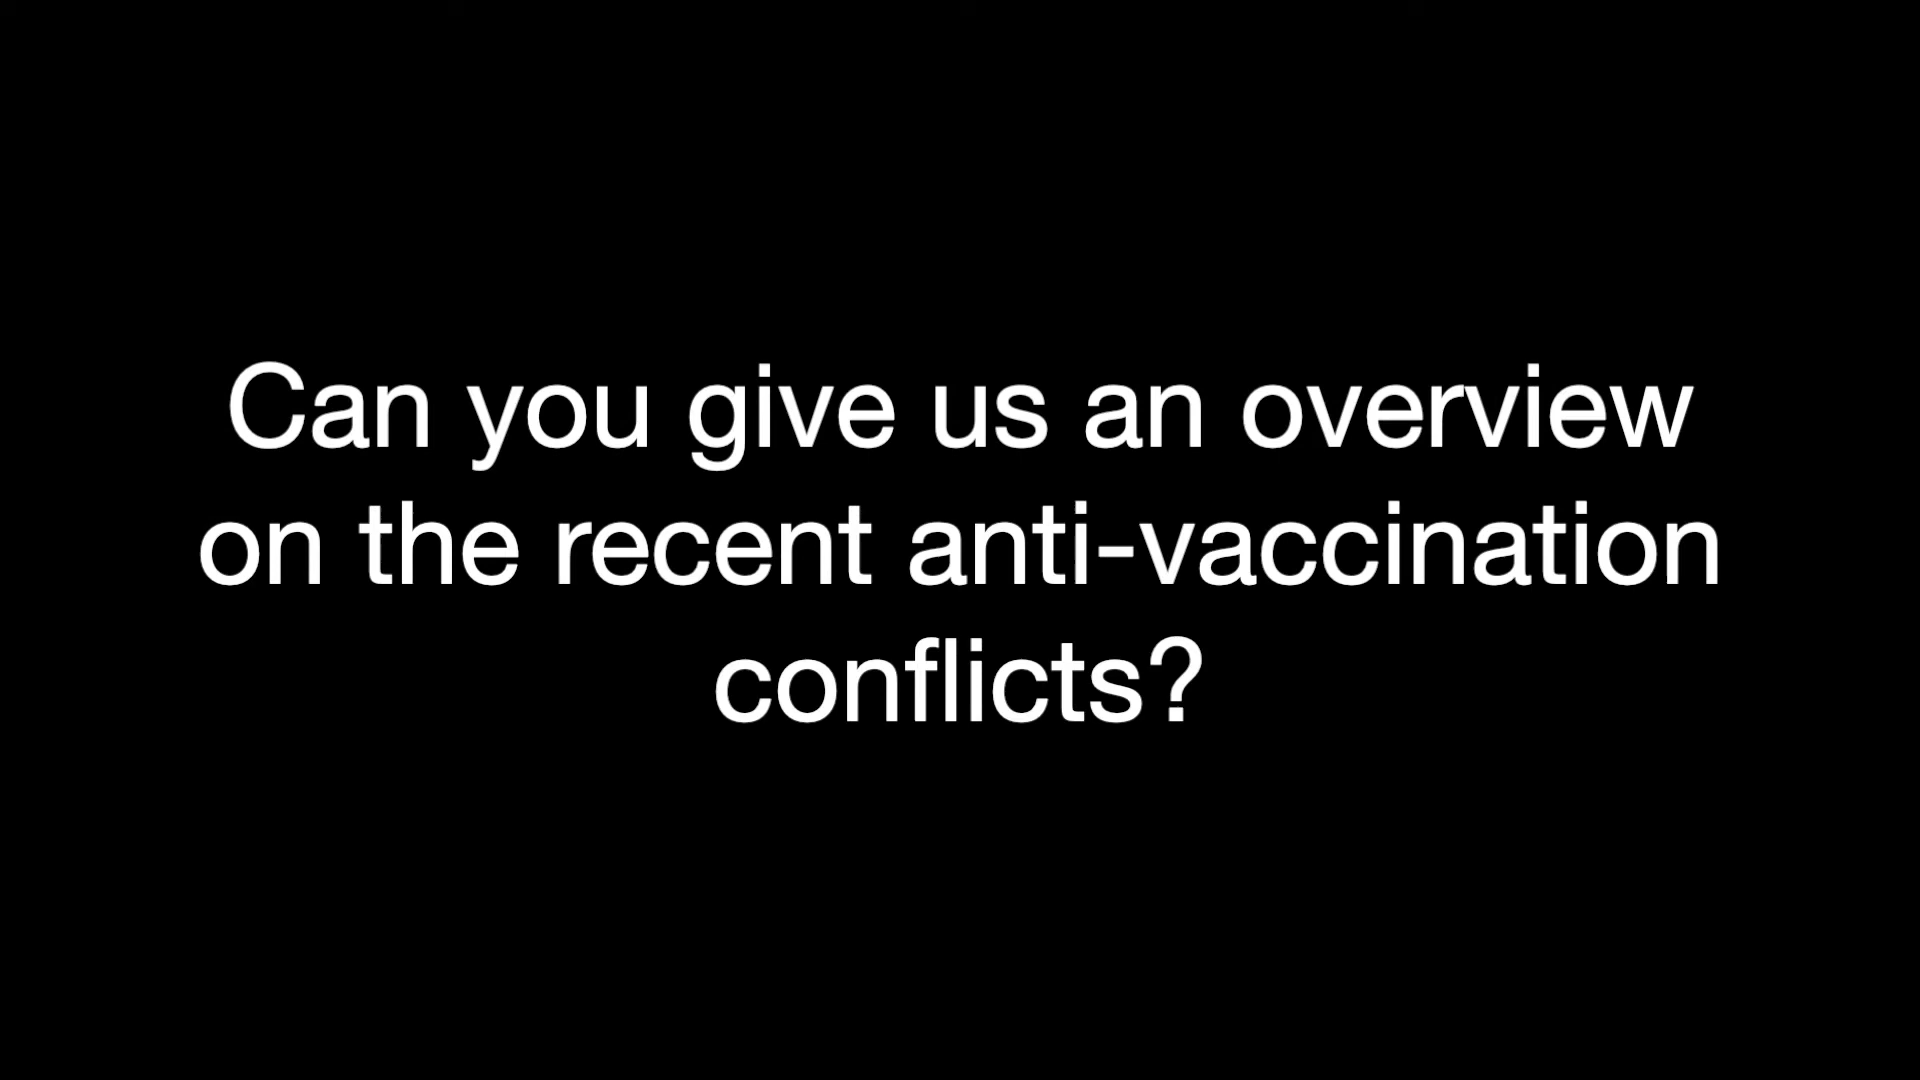 Can you give us an overview
on the recent anti-vaccination
conflicts?